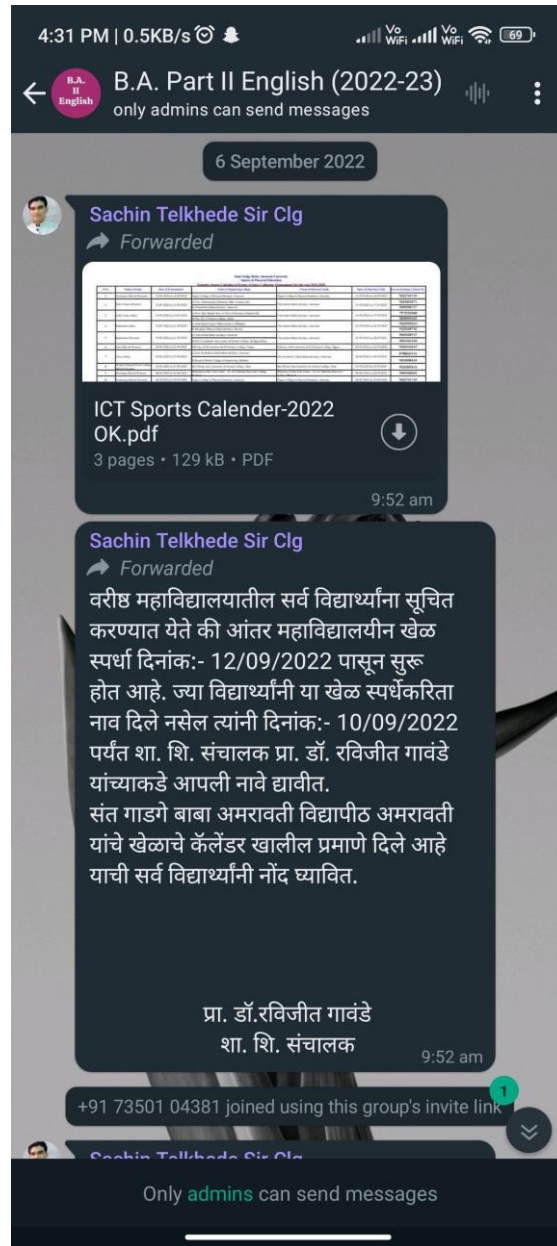 4:31 PM | 0.5KB/s
Vo WiFi
Vo WiFi
69
B.A.
II
English
B.A. Part II English (2022-23)
only admins can send messages
6 September 2022
Sachin Telkhede Sir Clg
Forwarded
ICT Sports Calender-2022
OK.pdf
3 pages • 129 kB • PDF
9:52 am
Sachin Telkhede Sir Clg
Forwarded
वरीष्ठ महाविद्यालयातील सर्व विद्यार्थ्यांना सूचित
करण्यात येते की आंतर महाविद्यालयीन खेळ
स्पर्धा दिनांक:- 12/09/2022 पासून सुरू
होत आहे. ज्या विद्यार्थ्यांनी या खेळ स्पर्धेकरिता
नाव दिले नसेल त्यांनी दिनांक:- 10/09/2022
पर्यंत शा. शि. संचालक प्रा. डॉ. रविजीत गावंडे
यांच्याकडे आपली नावे द्यावीत.
संत गाडगे बाबा अमरावती विद्यापीठ अमरावती
यांचे खेळाचे कॅलेंडर खालील प्रमाणे दिले आहे
याची सर्व विद्यार्थ्यांनी नोंद घ्यावित.
प्रा. डॉ.रविजीत गावंडे
शा. शि. संचालक
9:52 am
+91 73501 04381 joined using this group's invite link
1
Sachin Telkhede Sir Clg
Only admins can send messages